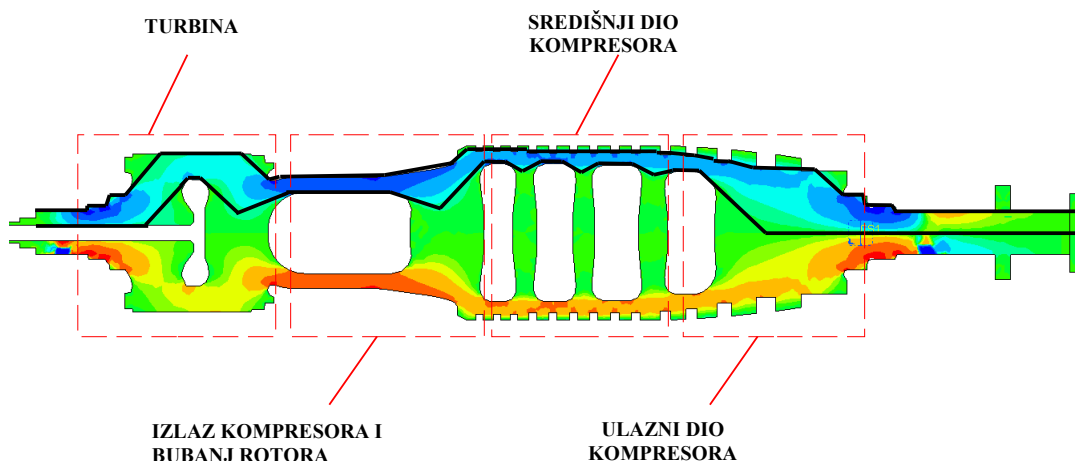 TURBINA
SREDIŠNJI DIO
KOMPRESORA
IZLAZ KOMPRESORA I
BUBANJ ROTORA
ULAZNI DIO
KOMPRESORA